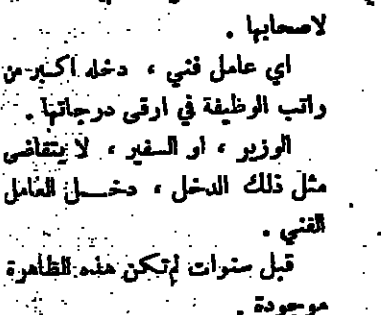 لاصحابها .
اي عامل فني ، دخله اكبر من
راتب الوظيفة في ارقى درجاتها .
الوزير ، او السفير ، لا يتقاضى
مثل ذلك الدخل ، دخــل العامل
الفني .
قبل سنوات لم تكن هذه الظاهرة
موجودة .